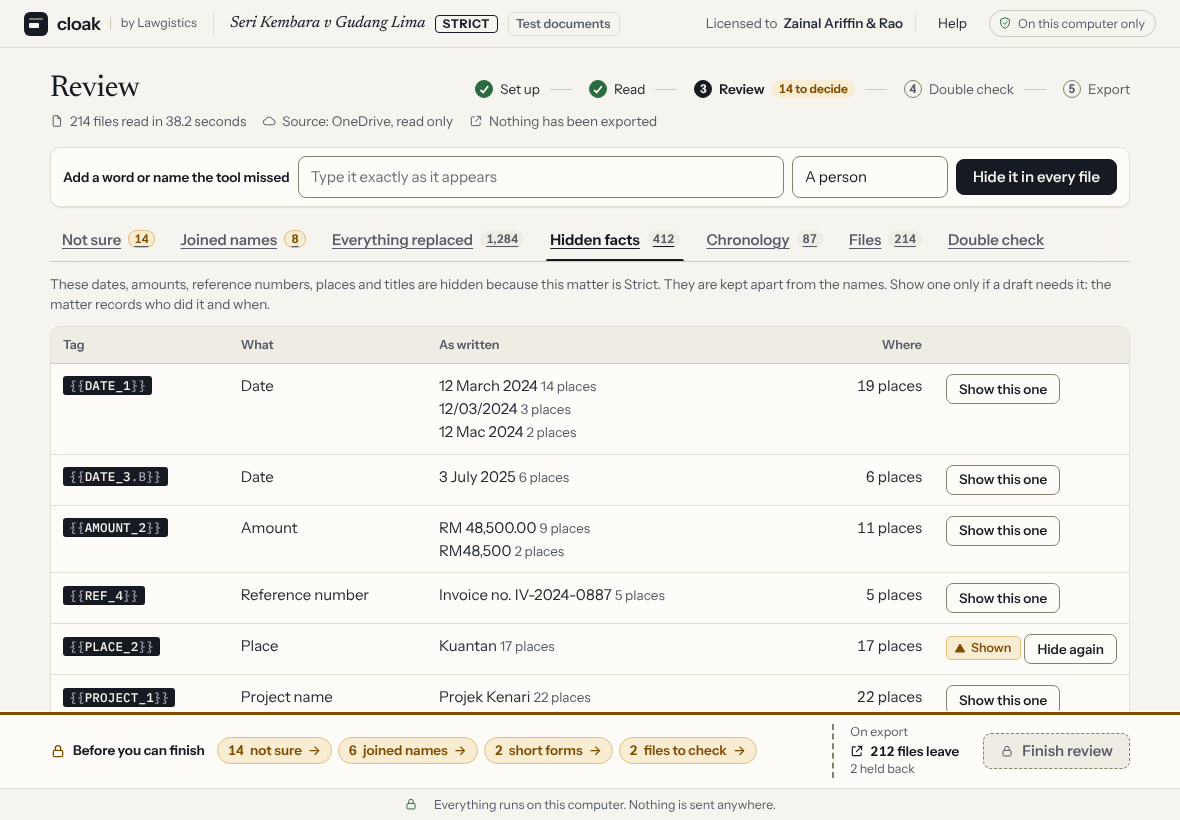 cloak by Lawgistics Seri Kembara v Gudang Lima STRICT Test documents Licensed to Zainal Ariffin & Rao Help On this computer only
Review
Set up Read 3 Review 14 to decide 4 Double check 5 Export
214 files read in 38.2 seconds Source: OneDrive, read only Nothing has been exported
Add a word or name the tool missed Type it exactly as it appears A person Hide it in every file
Not sure 14 Joined names 8 Everything replaced 1,284 Hidden facts 412 Chronology 87 Files 214 Double check
These dates, amounts, reference numbers, places and titles are hidden because this matter is Strict. They are kept apart from the names. Show one only if a draft needs it: the
matter records who did it and when.
Tag What As written Where
{{DATE_1}} Date 12 March 2024 14 places 19 places Show this one
12/03/2024 3 places
12 Mac 2024 2 places
{{DATE_3.B}} Date 3 July 2025 6 places 6 places Show this one
{{AMOUNT_2}} Amount RM 48,500.00 9 places 11 places Show this one
RM48,500 2 places
{{REF_4}} Reference number Invoice no. IV-2024-0887 5 places 5 places Show this one
{{PLACE_2}} Place Kuantan 17 places 17 places Shown Hide again
{{PROJECT_1}} Project name Projek Kenari 22 places 22 places Show this one
Before you can finish 14 not sure → 6 joined names → 2 short forms → 2 files to check →
On export
212 files leave
2 held back
Finish review
Everything runs on this computer. Nothing is sent anywhere.